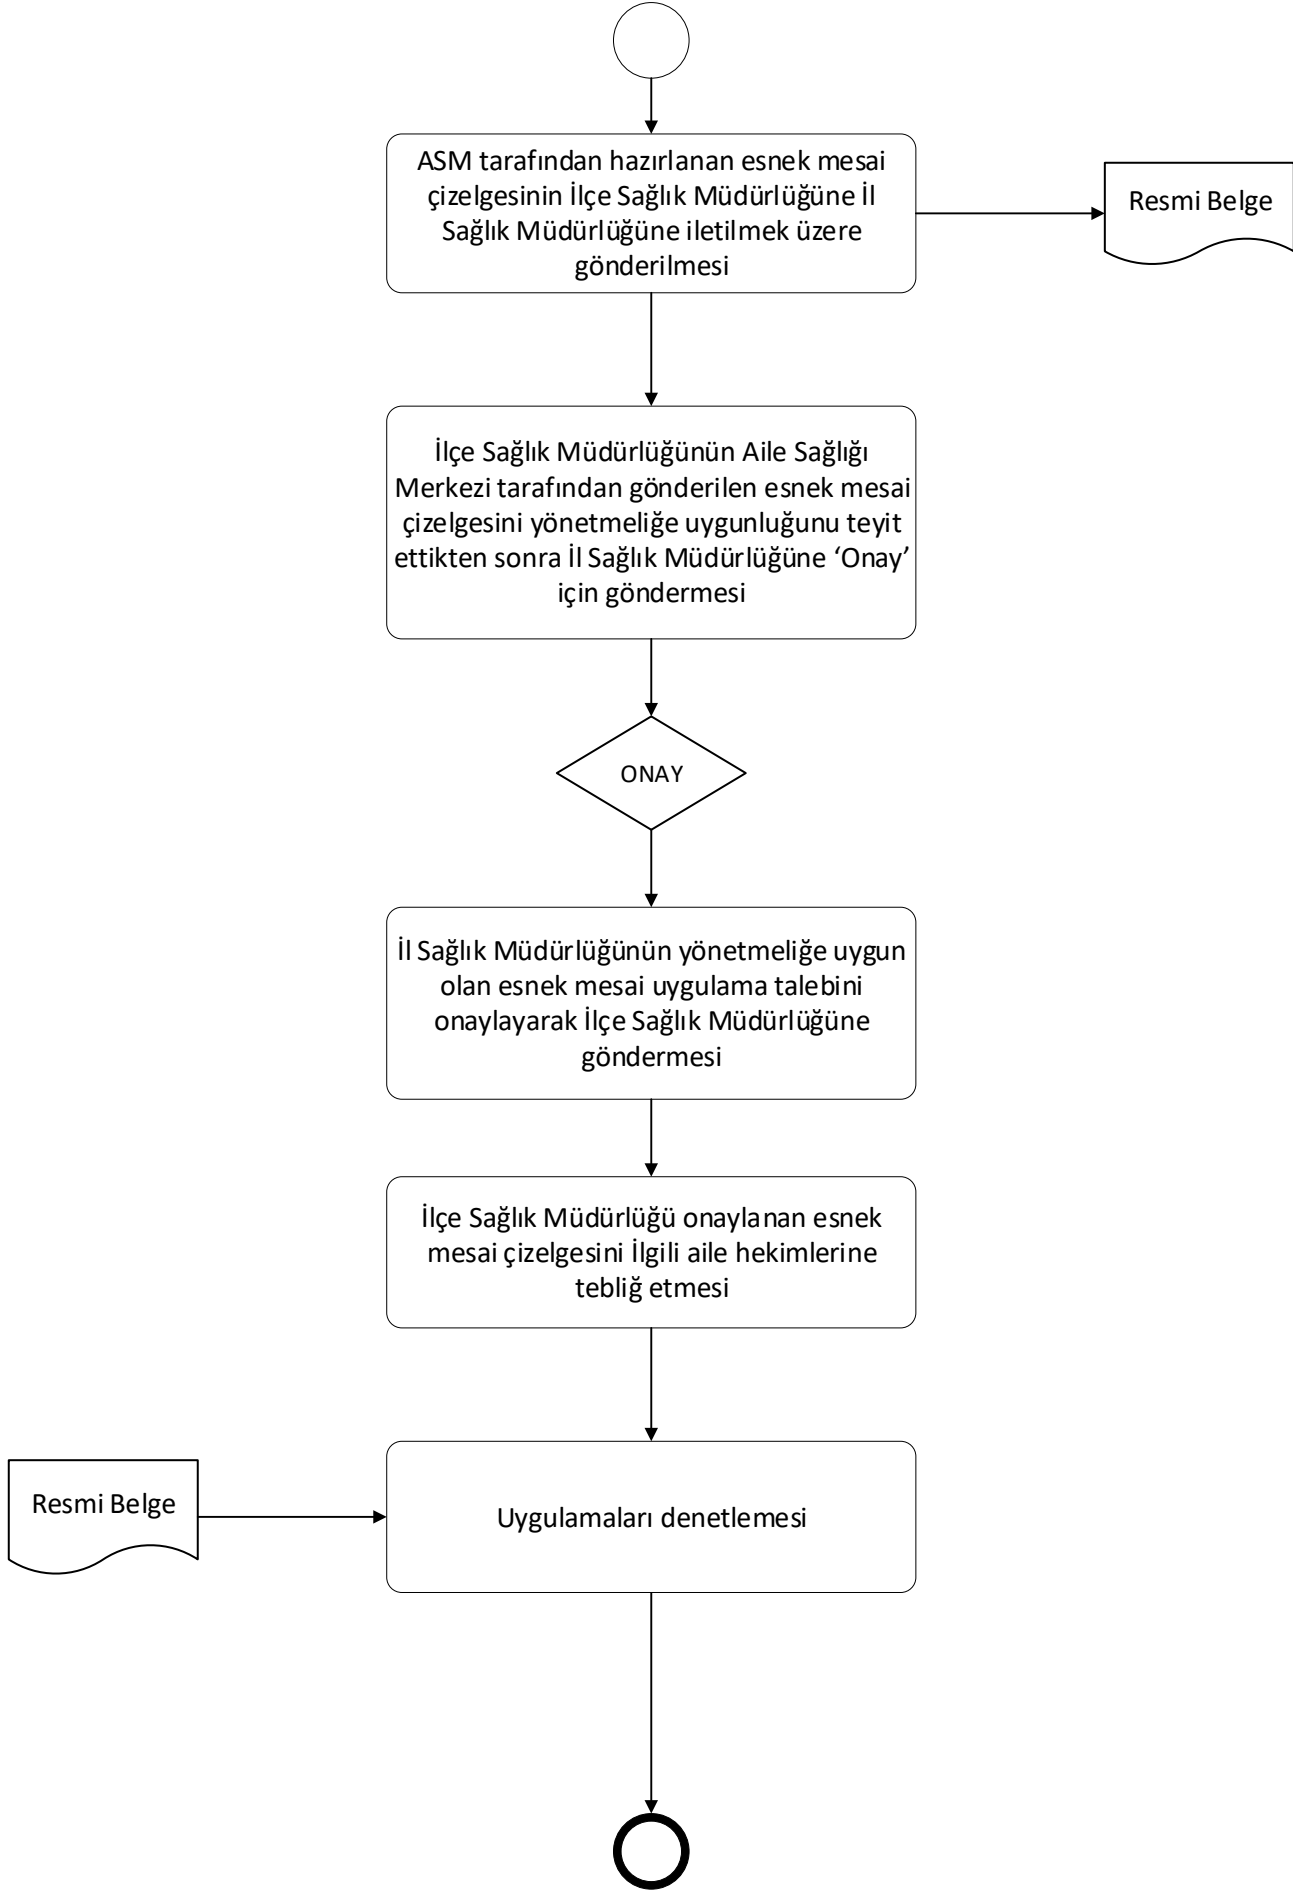 ASM tarafından hazırlanan esnek mesai
çizelgesinin İlçe Sağlık Müdürlüğüne İl
Sağlık Müdürlüğüne iletilmek üzere
gönderilmesi
Resmi Belge
İlçe Sağlık Müdürlüğünün Aile Sağlığı
Merkezi tarafından gönderilen esnek mesai
çizelgesini yönetmeliğe uygunluğunu teyit
ettikten sonra İl Sağlık Müdürlüğüne ‘Onay’
için göndermesi
ONAY
İl Sağlık Müdürlüğünün yönetmeliğe uygun
olan esnek mesai uygulama talebini
onaylayarak İlçe Sağlık Müdürlüğüne
göndermesi
İlçe Sağlık Müdürlüğü onaylanan esnek
mesai çizelgesini İlgili aile hekimlerine
tebliğ etmesi
Resmi Belge
Uygulamaları denetlemesi